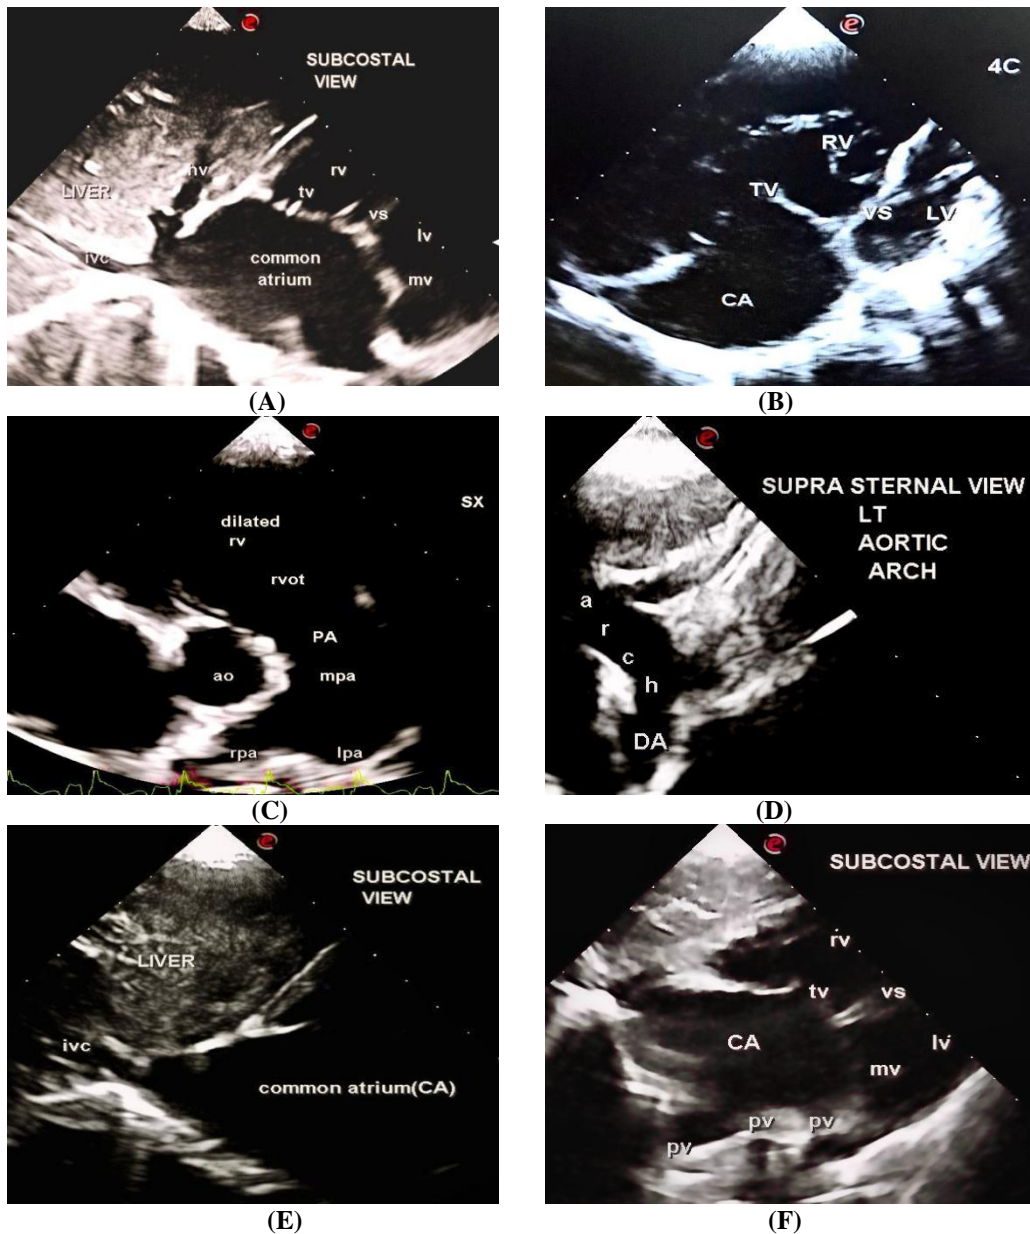 SUBCOSTAL
VIEW
hv
LIVER
rv
tv
vs
lv
ivc
common
atrium
mv
(A)
4C
RV
TV
VS
LV
CA
(B)
SX
dilated
rv
rvot
PA
ao
mpa
rpa
lpa
(C)
SUPRA STERNAL VIEW
LT
AORTIC
ARCH
a
r
c
h
DA
(D)
SUBCOSTAL
VIEW
LIVER
ivc
common atrium(CA)
(E)
SUBCOSTAL VIEW
rv
tv
vs
CA
lv
mv
pv
pv
pv
(F)